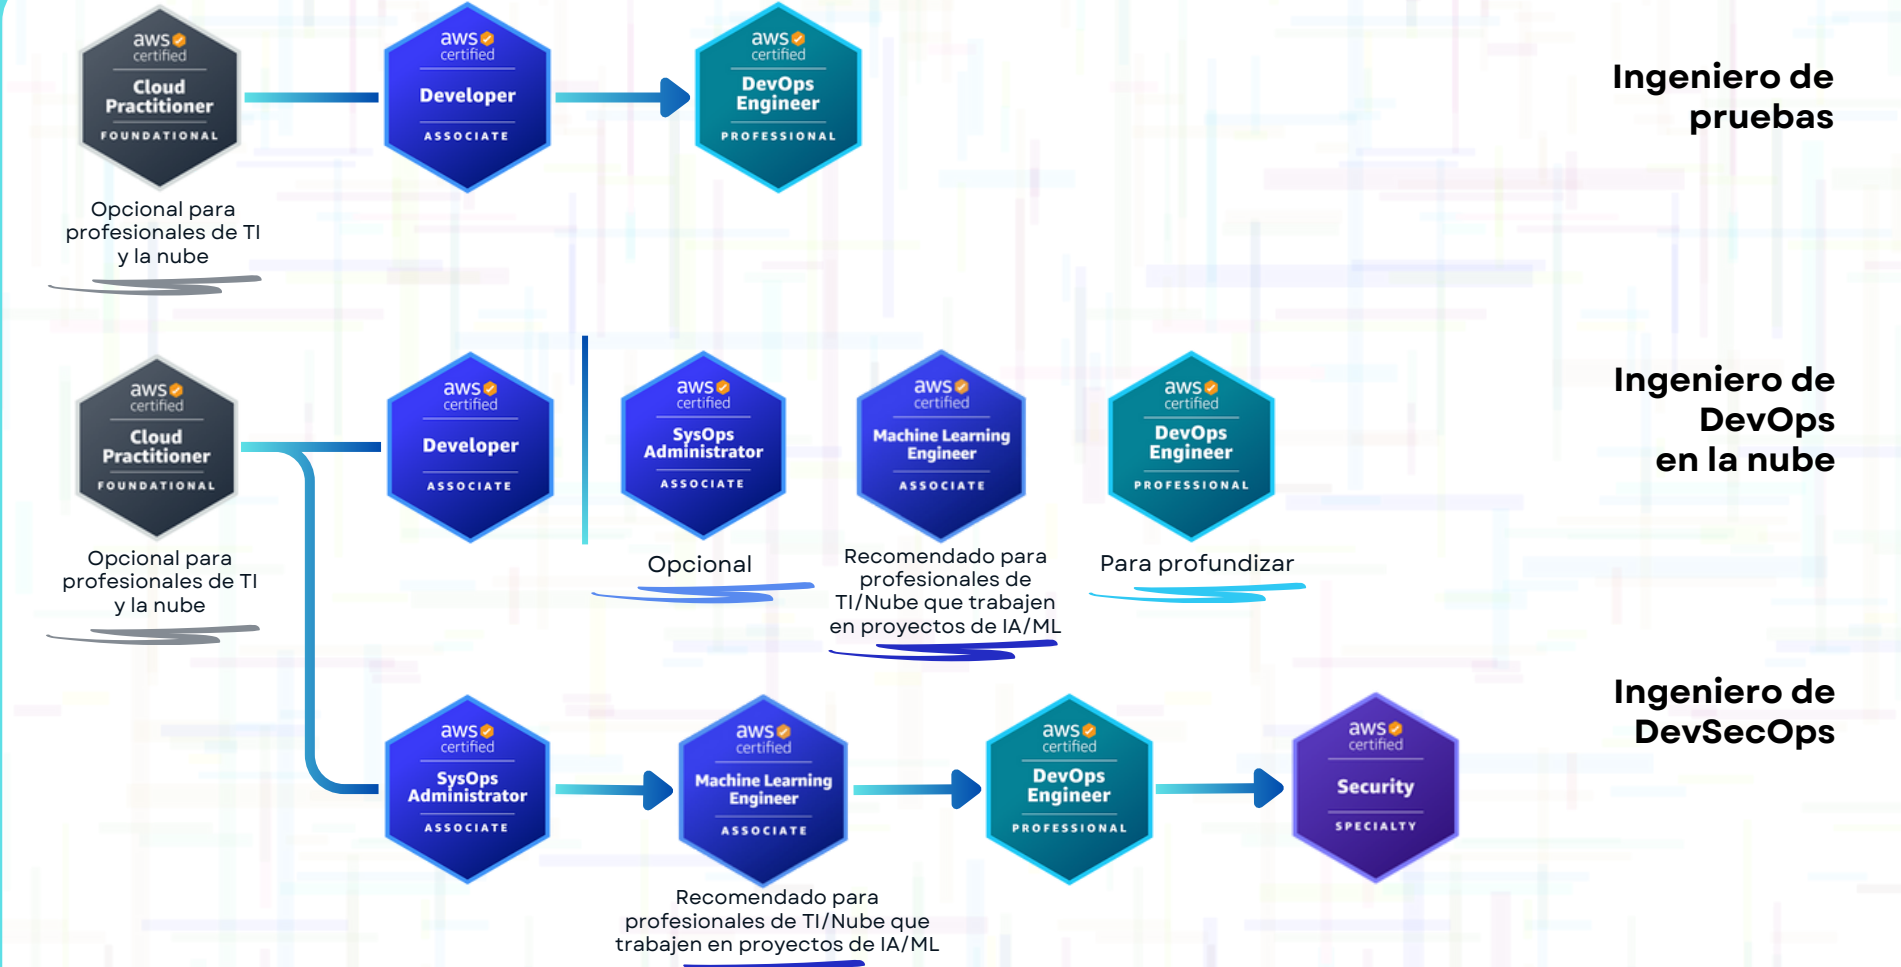 aws
certified
Cloud
Practitioner
FOUNDATIONAL
Opcional para
profesionales de TI
y la nube
aws
certified
Developer
ASSOCIATE
aws
certified
DevOps
Engineer
PROFESSIONAL
Ingeniero de
pruebas
aws
certified
Cloud
Practitioner
FOUNDATIONAL
Opcional para
profesionales de TI
y la nube
aws
certified
Developer
ASSOCIATE
aws
certified
SysOps
Administrator
ASSOCIATE
Opcional
aws
certified
Machine Learning
Engineer
ASSOCIATE
Recomendado para
profesionales de
TI/Nube que trabajen
en proyectos de IA/ML
aws
certified
DevOps
Engineer
PROFESSIONAL
Para profundizar
Ingeniero de
DevOps
en la nube
aws
certified
SysOps
Administrator
ASSOCIATE
aws
certified
Machine Learning
Engineer
ASSOCIATE
Recomendado para
profesionales de TI/Nube que
trabajen en proyectos de IA/ML
aws
certified
DevOps
Engineer
PROFESSIONAL
aws
certified
Security
SPECIALTY
Ingeniero de
DevSecOps